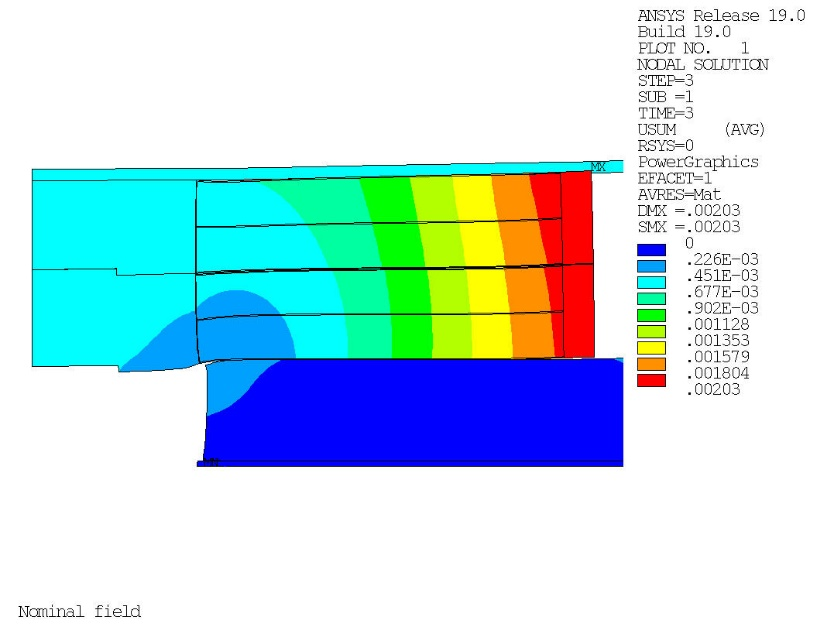 ANSYS Release 19.0
Build 19.0
PLOT NO.   1
NODAL SOLUTION
STEP=3
SUB =1
TIME=3
USUM     (AVG)
RSYS=0
PowerGraphics
EFACET=1
AVRES=Mat
DMX =.00203
SMX =.00203
0
.226E-03
.451E-03
.677E-03
.902E-03
.001128
.001353
.001579
.001804
.00203
MX
Nominal field